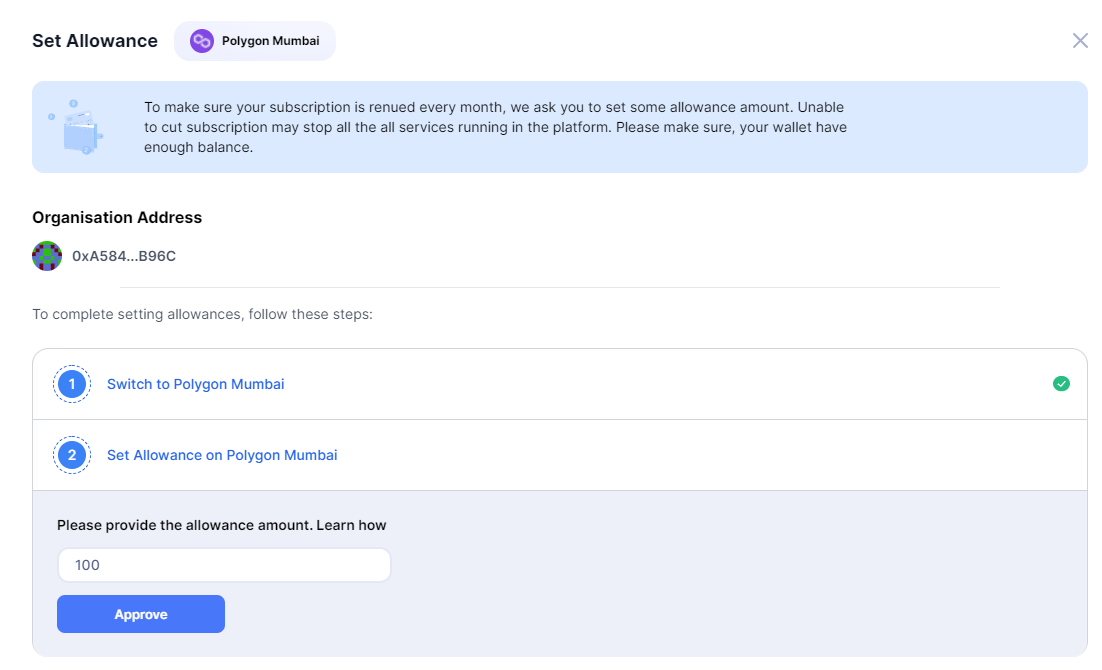 Set Allowance
Polygon Mumbai
To make sure your subscription is renued every month, we ask you to set some allowance amount. Unable
to cut subscription may stop all the all services running in the platform. Please make sure, your wallet have
enough balance.
Organisation Address
0xA584...B96C
To complete setting allowances, follow these steps:
1 Switch to Polygon Mumbai
2 Set Allowance on Polygon Mumbai
Please provide the allowance amount. Learn how
100
Approve